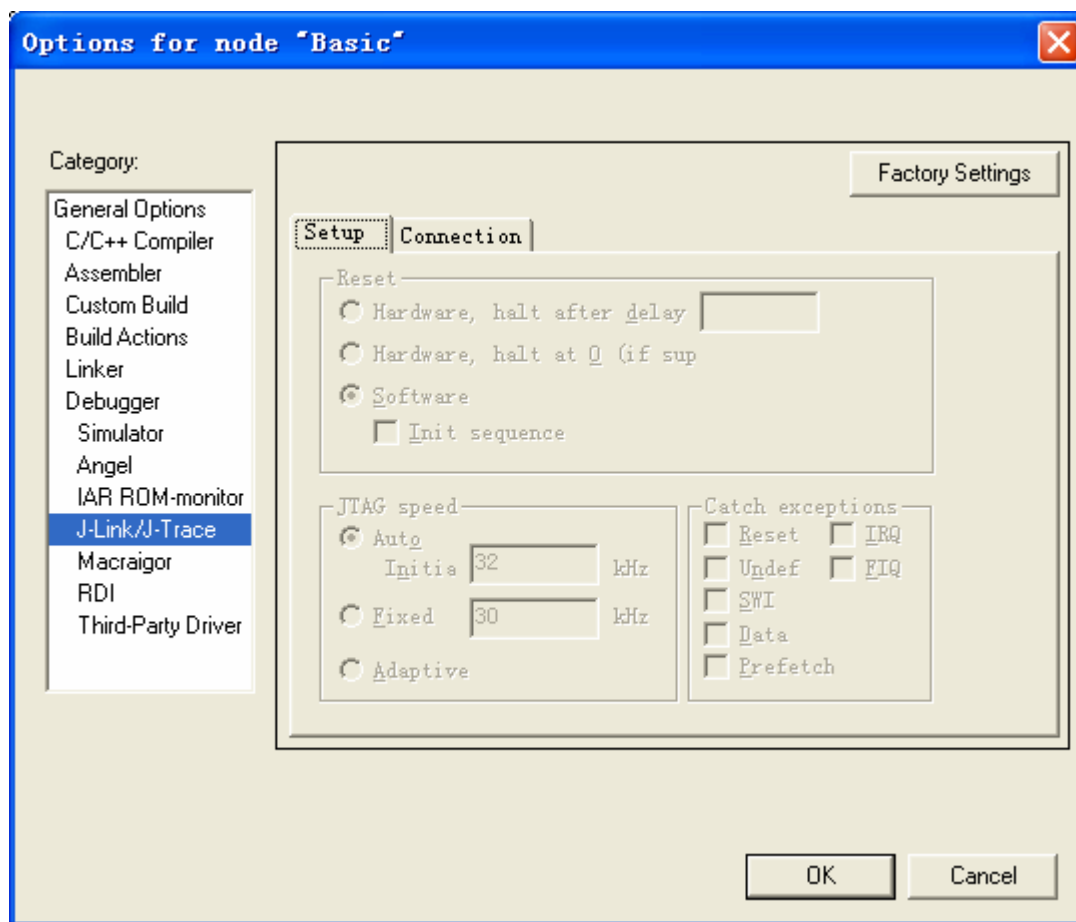 Options for node "Basic"
Category:
Factory Settings
General Options
C/C++ Compiler
Assembler
Custom Build
Build Actions
Linker
Debugger
Simulator
Angel
IAR ROM-monitor
J-Link/J-Trace
Macraigor
RDI
Third-Party Driver
Setup Connection
Reset
Hardware, halt after delay
Hardware, halt at 0 (if sup
Software
Init sequence
JTAG speed
Auto
Initia 32 kHz
Fixed 30 kHz
Adaptive
Catch exceptions
Reset IRQ
Undef FIQ
SWI
Data
Prefetch
OK Cancel